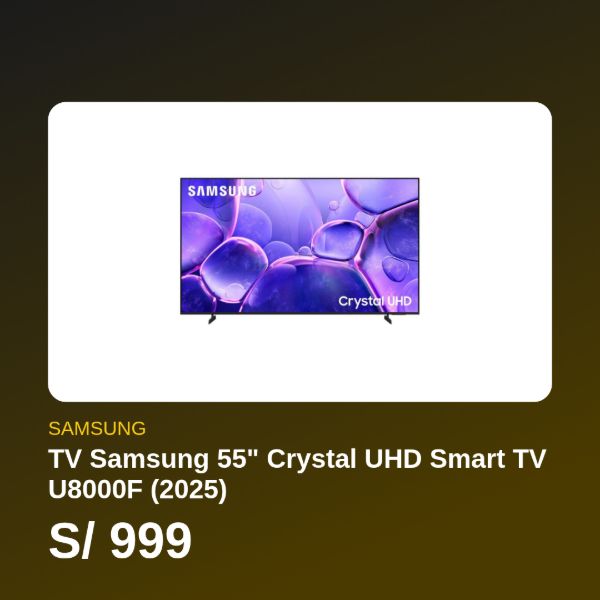 SAMSUNG
Crystal UHD
SAMSUNG
TV Samsung 55" Crystal UHD Smart TV
U8000F (2025)
S/ 999